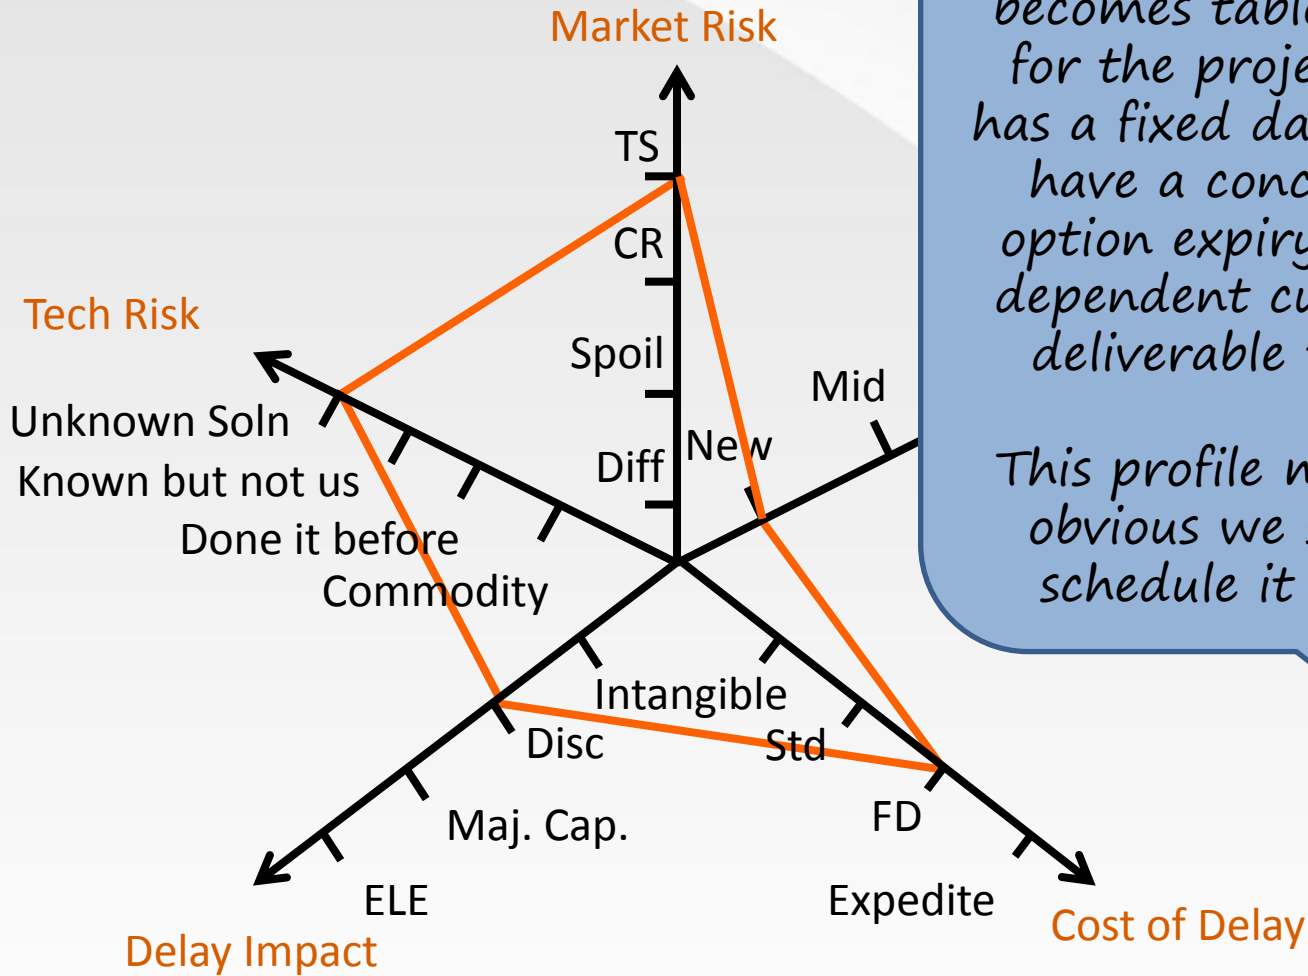 Market Risk
becomes tabl
for the proje
has a fixed da
have a conc
option expiry
dependent cu
deliverable
This profile
obvious we
schedule it
TS
CR
Spoil
Diff
Tech Risk
Unknown Soln
Known but not us
Done it before
Commodity
Mid
New
Intangible
Std
FD
Expedite
Cost of Delay
Disc
Maj. Cap.
ELE
Delay Impact